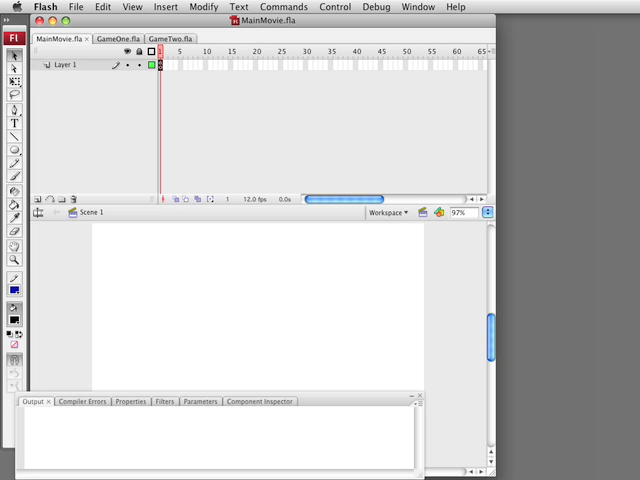 Flash File Edit View Insert Modify Text Commands Control Debug Window Help
MainMovie.fla
Fl
MainMovie.fla × GameOne.fla GameTwo.fla
1 5 10 15 20 25 30 35 40 45 50 55 60 65
Layer 1
1 12.0 fps 0.0s
Scene 1 Workspace 97%
T
Output × Compiler Errors Properties Filters Parameters Component Inspector